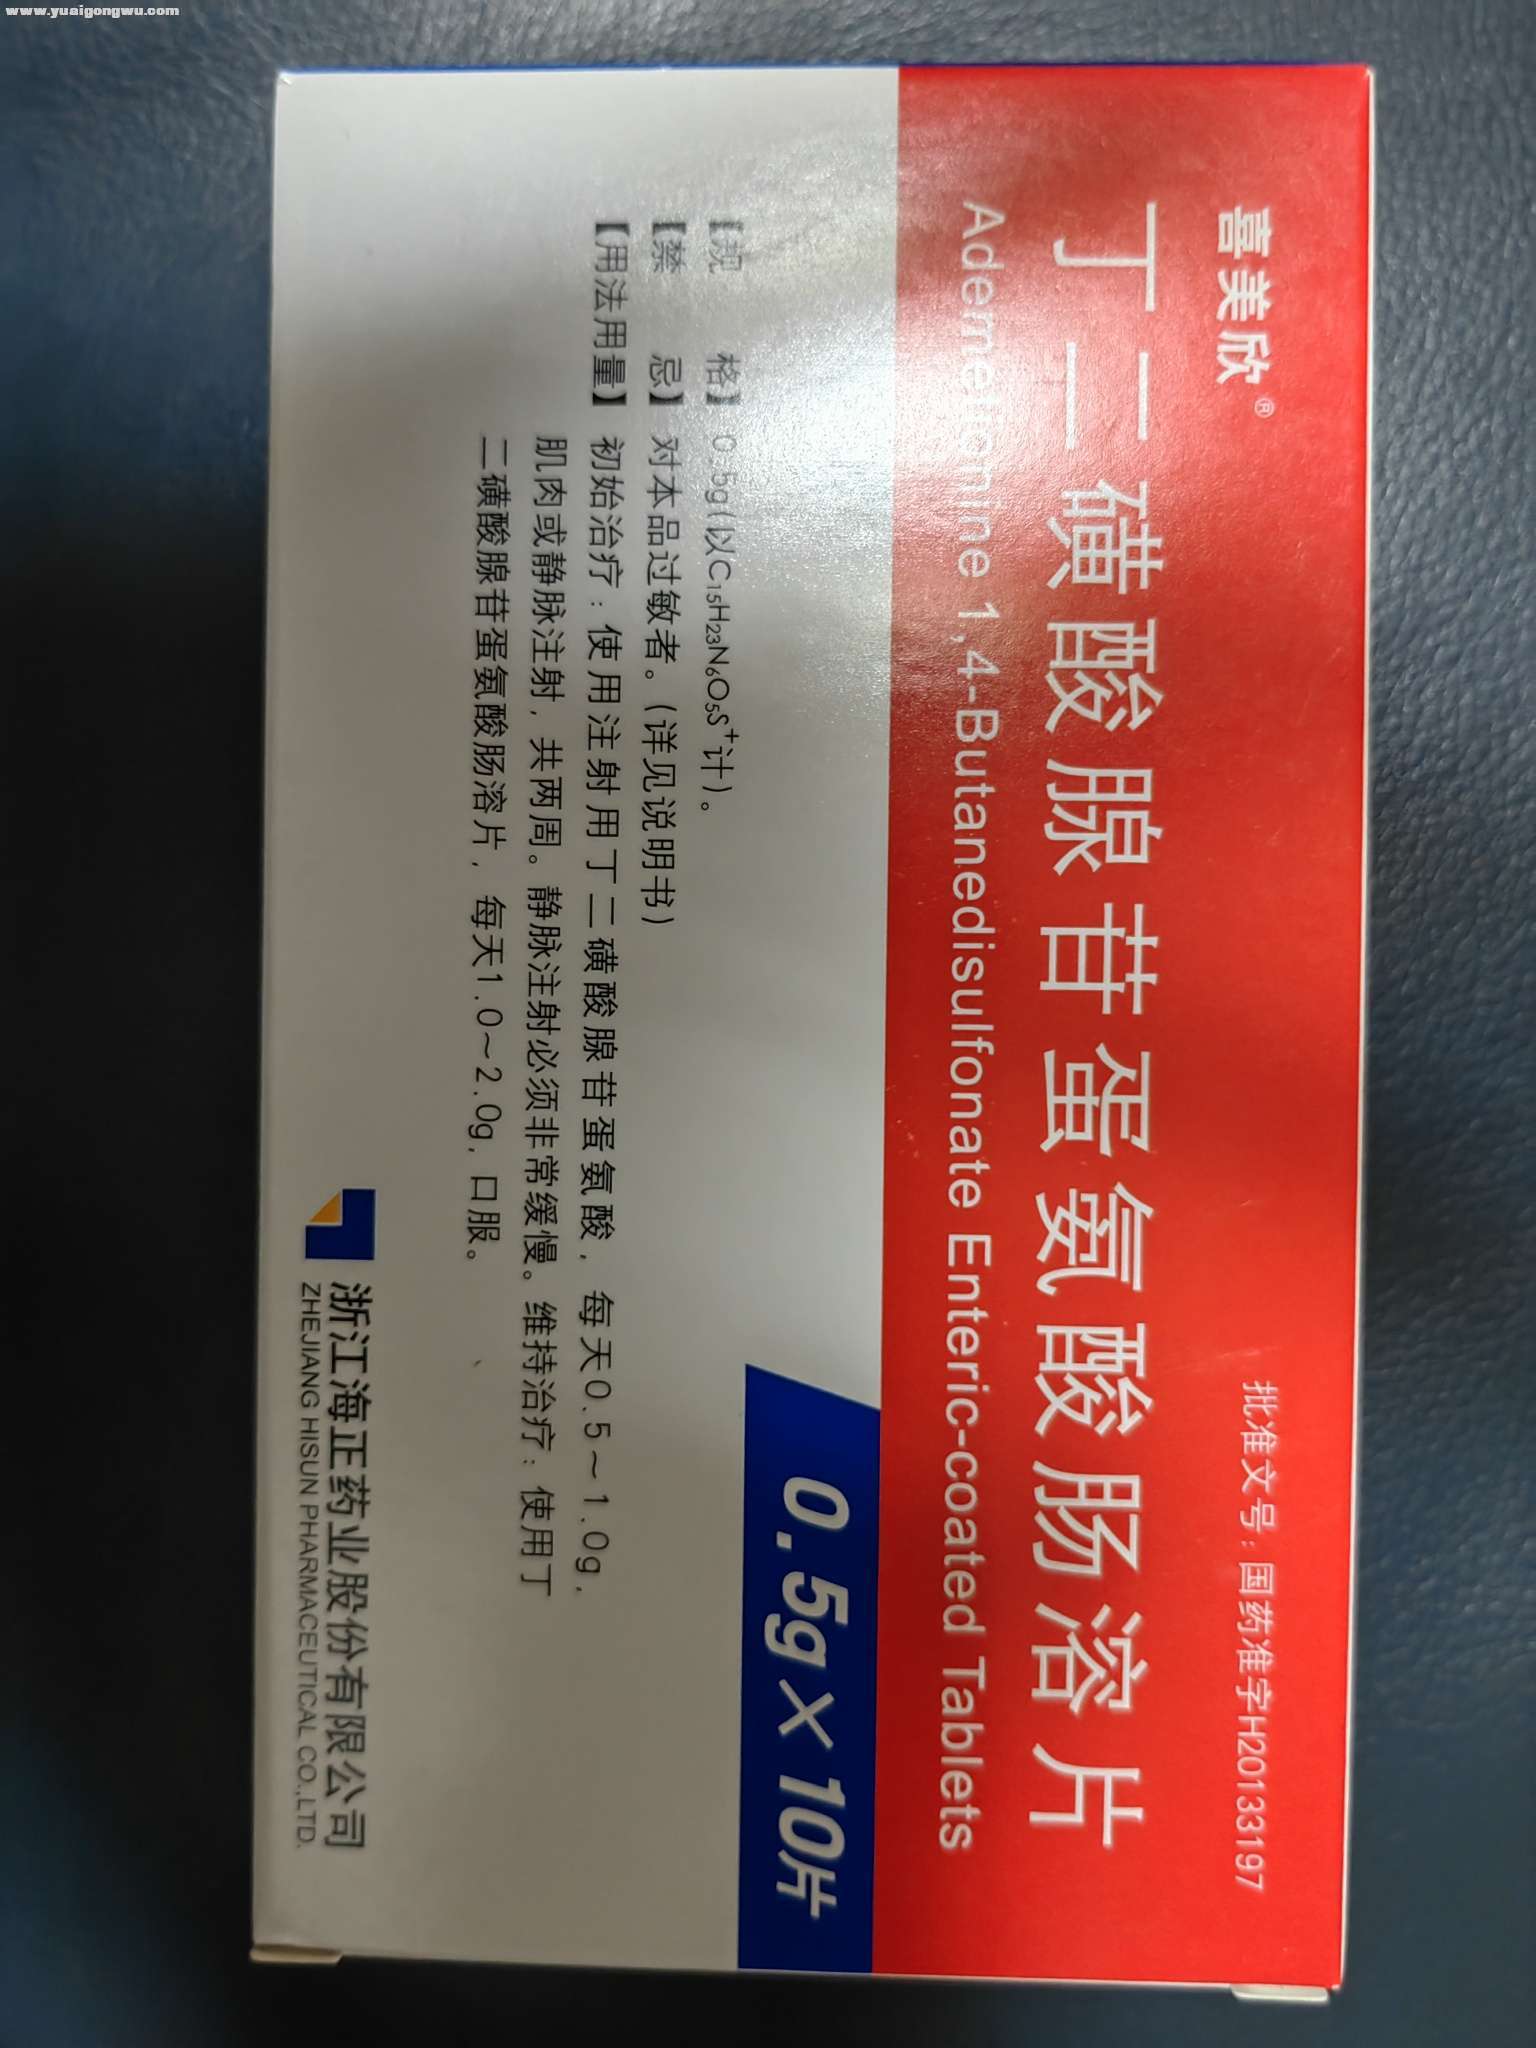 www.yuaigongwu.com
喜美欣®
批准文号：国药准字H20133197
丁二磺酸腺苷蛋氨酸肠溶片
Ademetionine 1,4-Butanedisulfonate Enteric-coated Tablets
0.5g×10片
【规 格】0.5g(以C₁₅H₂₃N₆O₅S⁺计)。
【禁 忌】对本品过敏者。(详见说明书)
【用法用量】初始治疗：使用注射用丁二磺酸腺苷蛋氨酸，每天0.5～1.0g，
肌肉或静脉注射，共两周。静脉注射必须非常缓慢。维持治疗：使用丁
二磺酸腺苷蛋氨酸肠溶片，每天1.0～2.0g，口服。
浙江海正药业股份有限公司
ZHEJIANG HISUN PHARMACEUTICAL CO.,LTD.